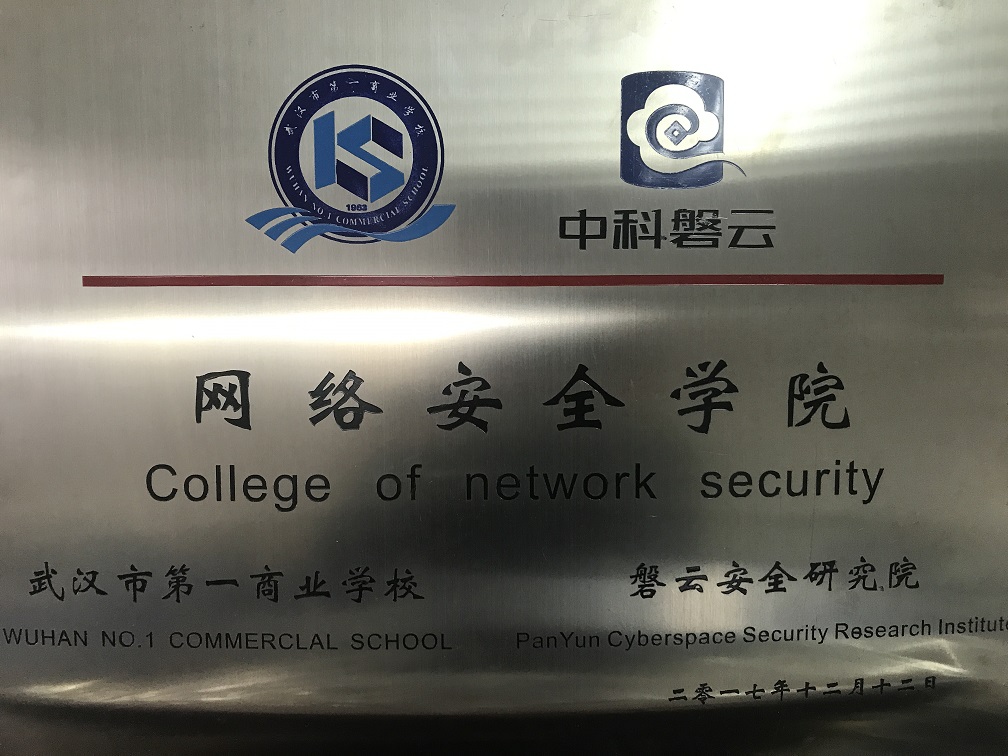 武汉市第一商业学校
WUHAN NO.1 COMMERCIAL SCHOOL
1963
中科磐云
网络安全学院
College of network security
武汉市第一商业学校
磐云安全研究院
WUHAN NO.1 COMMERCLAL SCHOOL
PanYun Cyberspace Security Research Institute
二零一七年十二月十二日